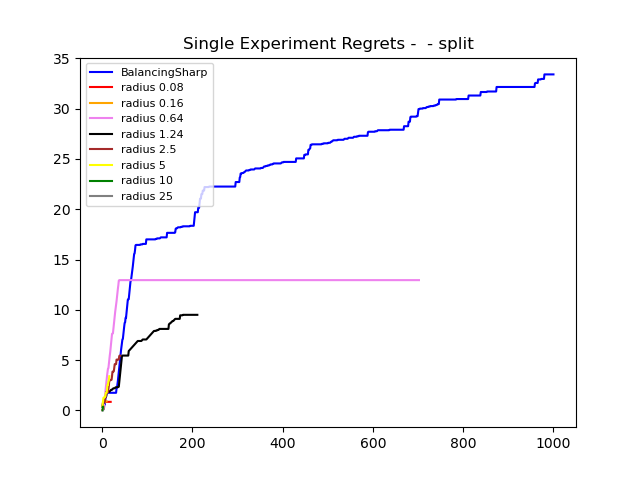 Single Experiment Regrets -  - split
35
30
25
20
15
10
5
0
BalancingSharp
radius 0.08
radius 0.16
radius 0.64
radius 1.24
radius 2.5
radius 5
radius 10
radius 25
0 200 400 600 800 1000